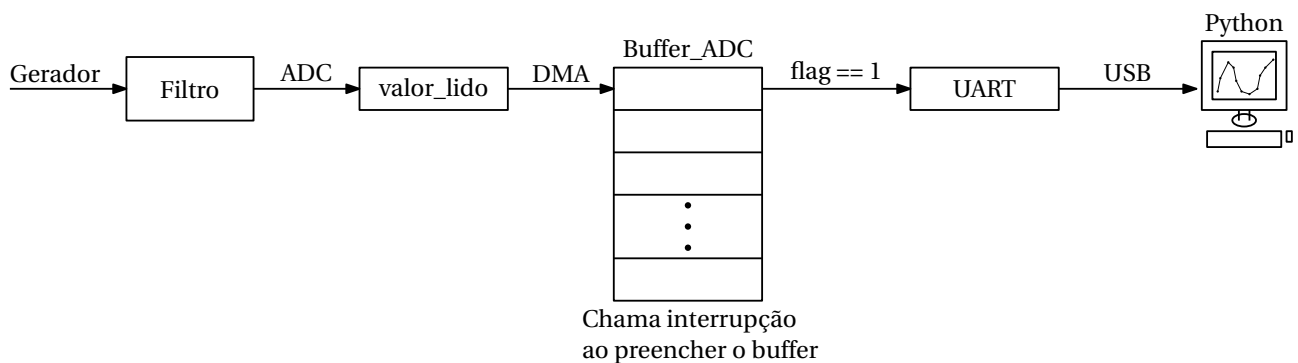 Python
Buffer_ADC
Gerador
Filtro
ADC
valor_lido
DMA
flag == 1
UART
USB
Chama interrupção
ao preencher o buffer